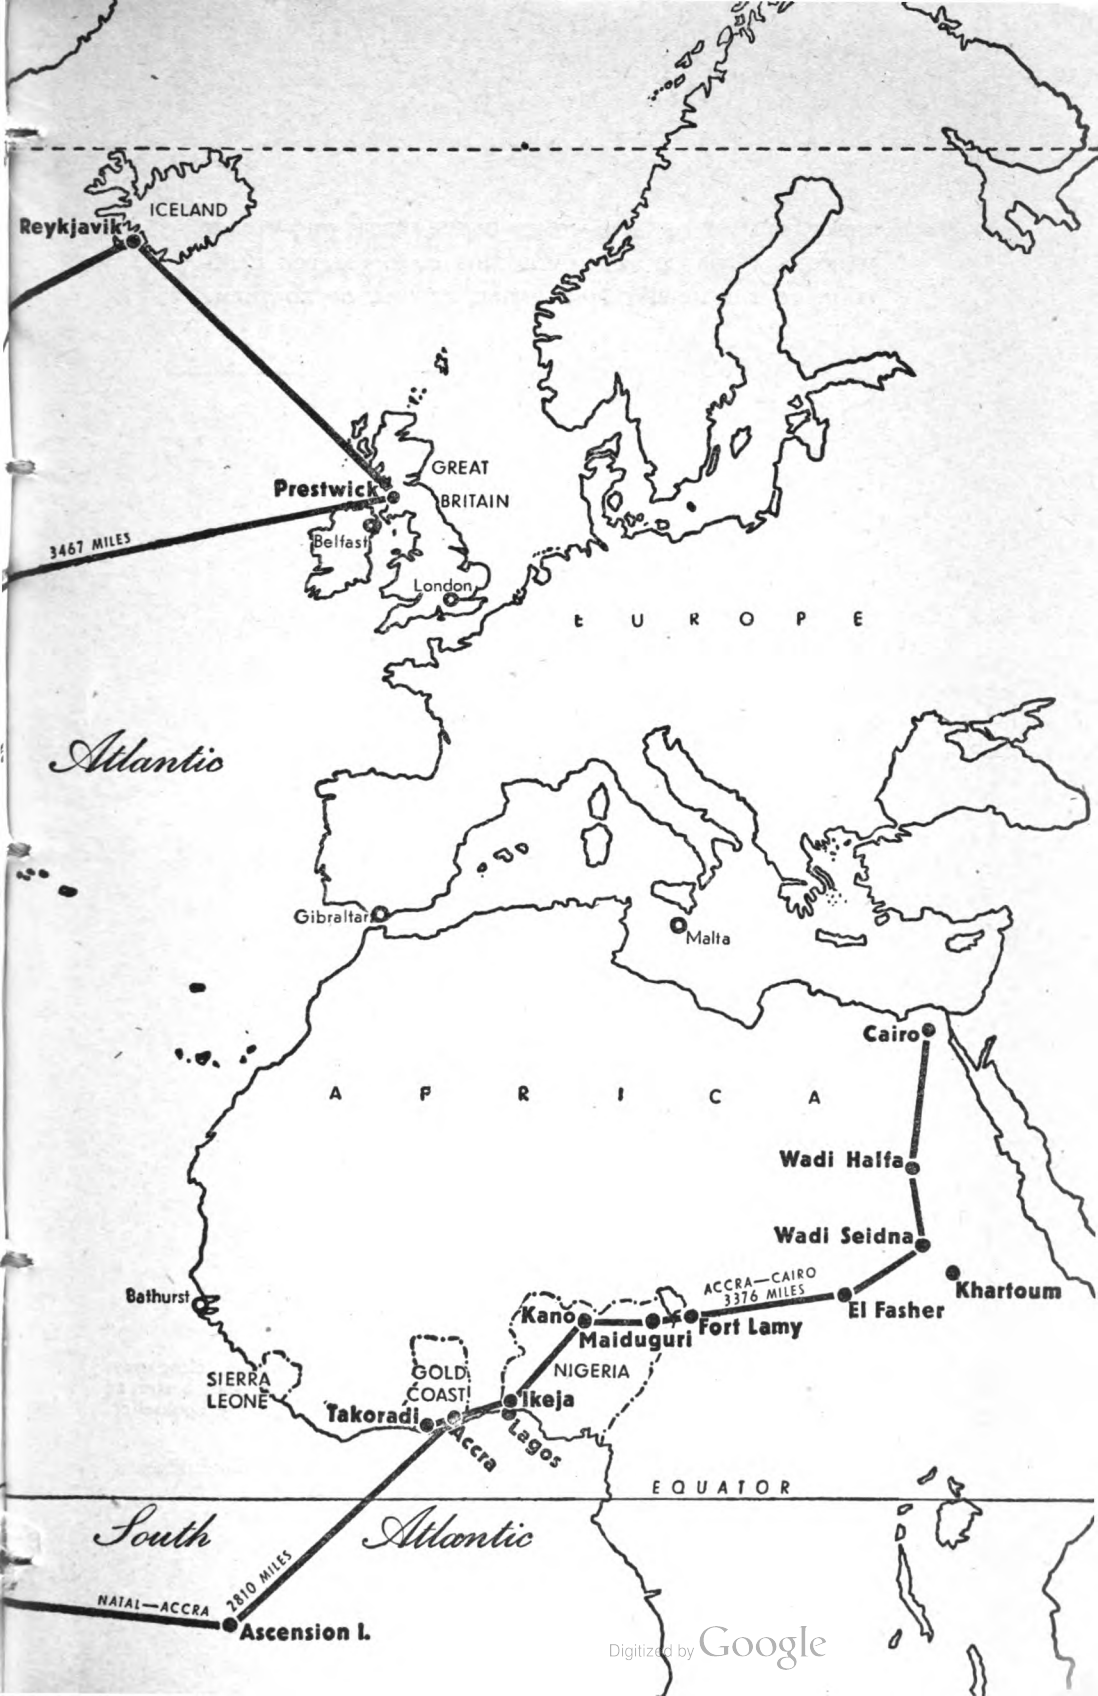 ICELAND
Reykjavik
GREAT
BRITAIN
Prestwick
3467 MILES
Belfast
London
EUROPE
Atlantic
Gibraltar
Malta
Cairo
AFRICA
Wadi Halfa
Wadi Seidna
ACCRA—CAIRO
3376 MILES
Khartoum
Bathurst
El Fasher
Kano
Fort Lamy
Maiduguri
SIERRA
LEONE
GOLD
COAST
NIGERIA
Ikeja
Takoradi
Accra
Lagos
EQUATOR
South Atlantic
2810 MILES
NATAL—ACCRA
Ascension I.
Digitized by Google